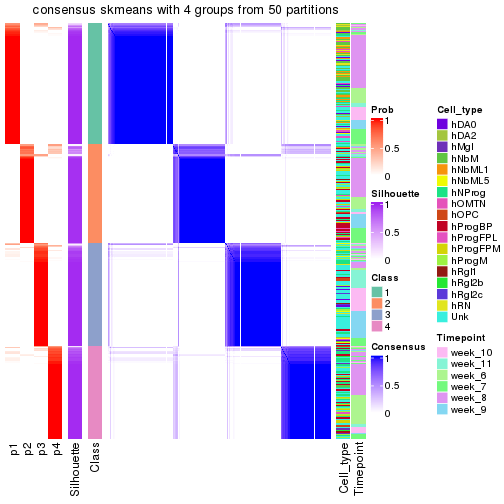 consensus skmeans with 4 groups from 50 partitions
Prob
1
0.5
0
Silhouette
1
0.5
0
Class
1
2
3
4
Consensus
1
0.5
0
Cell_type
hDA0
hDA2
hMgl
hNbM
hNbML1
hNbML5
hNProg
hOMTN
hOPC
hProgBP
hProgFPL
hProgFPM
hProgM
hRgl1
hRgl2b
hRgl2c
hRN
Unk
Timepoint
week_10
week_11
week_6
week_7
week_8
week_9
p1
p2
p3
p4
Silhouette
Class
Cell_type
Timepoint